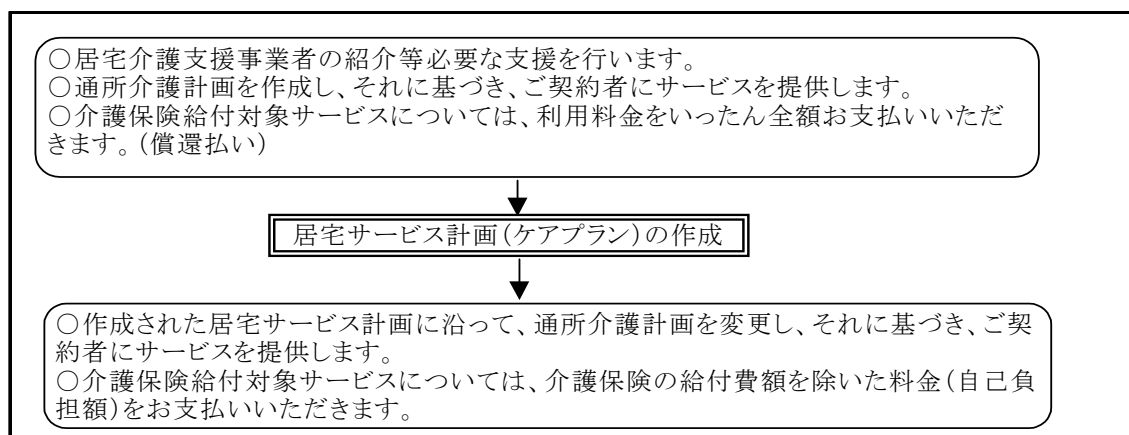 ○居宅介護支援事業者の紹介等必要な支援を行います。
○通所介護計画を作成し、それに基づき、ご契約者にサービスを提供します。
○介護保険給付対象サービスについては、利用料金をいったん全額お支払いいただ
きます。(償還払い)
居宅サービス計画(ケアプラン)の作成
○作成された居宅サービス計画に沿って、通所介護計画を変更し、それに基づき、ご契
約者にサービスを提供します。
○介護保険給付対象サービスについては、介護保険の給付費額を除いた料金(自己負
担額)をお支払いいただきます。